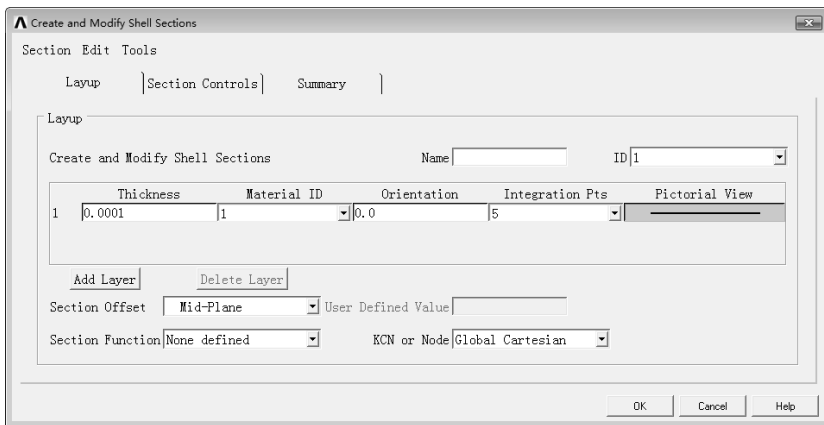 Create and Modify Shell Sections
Section Edit Tools
Layup Section Controls Summary
Layup
Create and Modify Shell Sections Name ID 1
Thickness Material ID Orientation Integration Pts Pictorial View
1 0.0001 1 0.0 5
Add Layer Delete Layer
Section Offset Mid-Plane User Defined Value
Section Function None defined KCN or Node Global Cartesian
OK Cancel Help